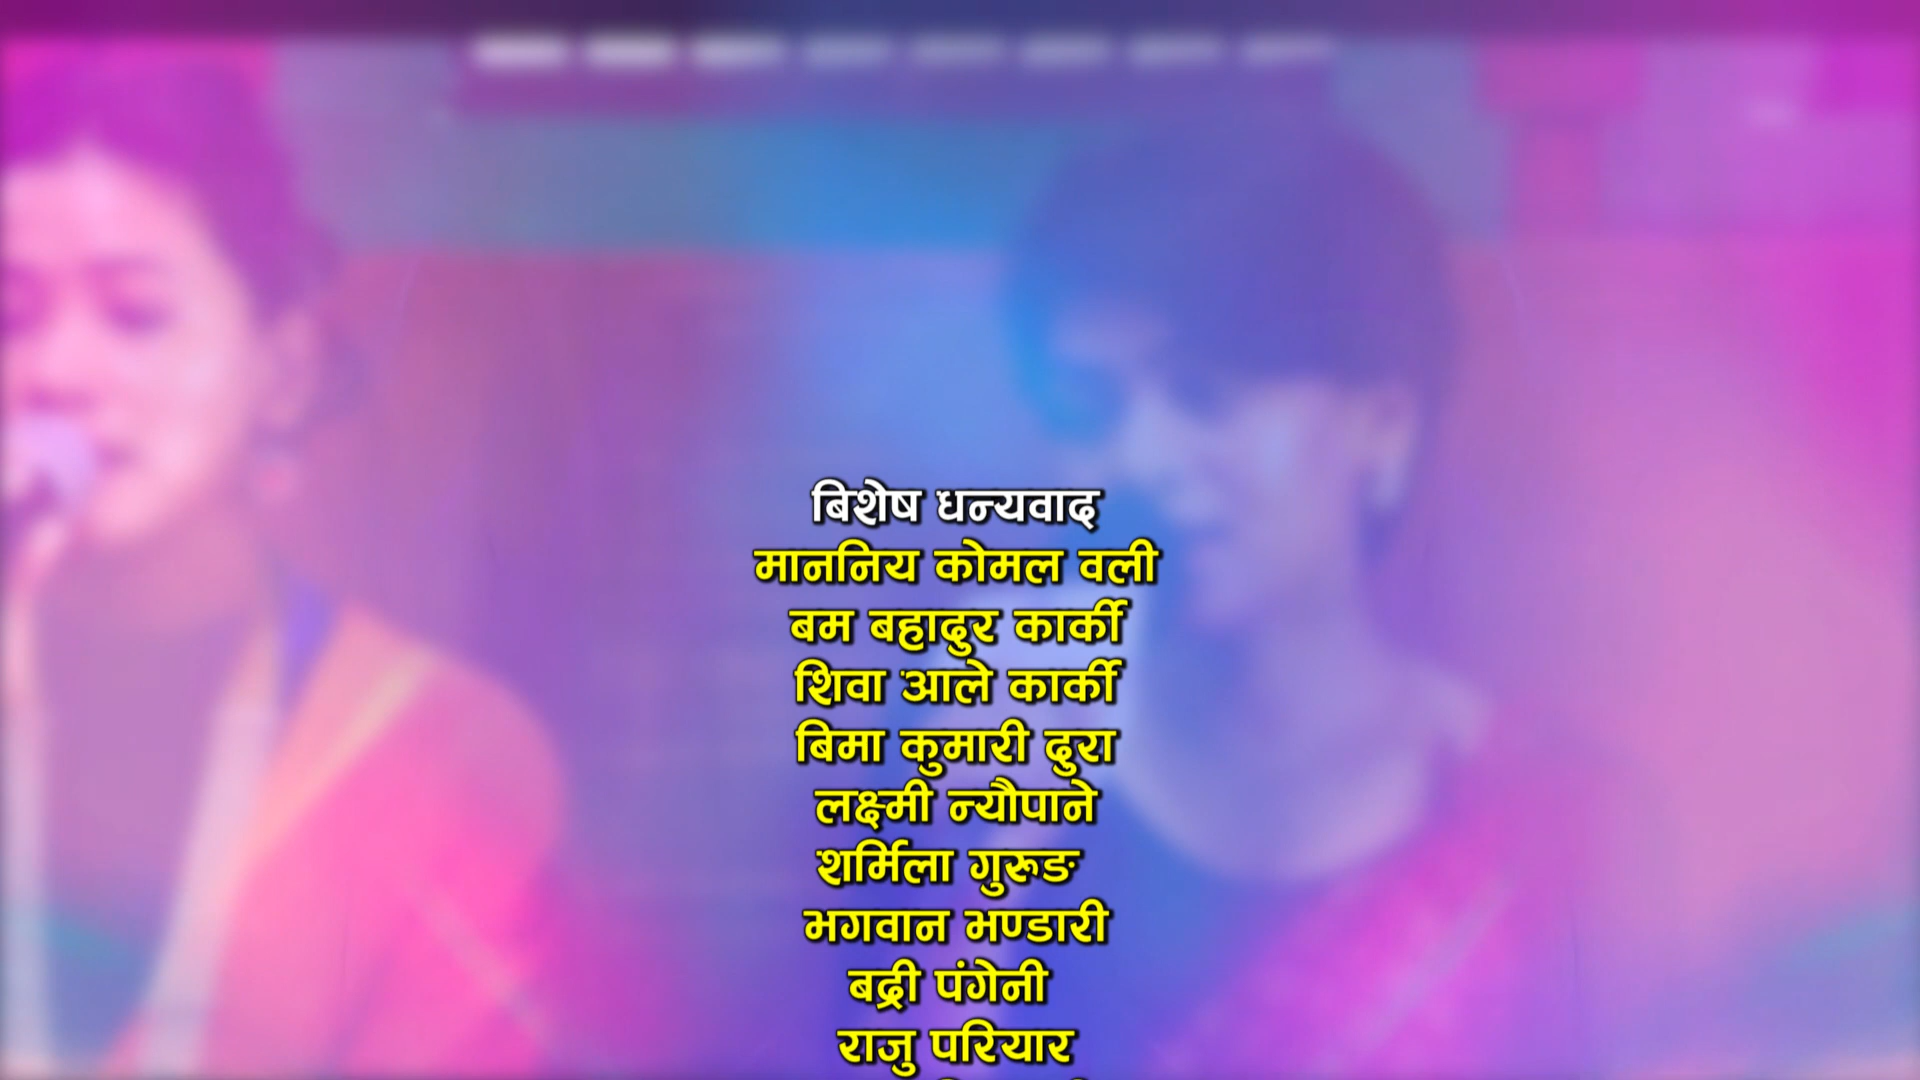 बिशेष धन्यवाद
माननिय कोमल वली
बम बहादुर कार्की
शिवा आले कार्की
बिमा कुमारी दुरा
लक्ष्मी न्यौपाने
शर्मिला गुरूङ
भगवान भण्डारी
बद्री पंगेनी
राजु परियार